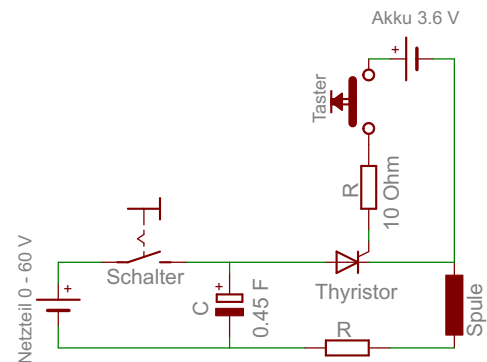 Akku 3.6 V
+
Taster
R
10 Ohm
Schalter
Thyristor
Netzteil 0 - 60 V
+
+
C
0.45 F
R
Spule